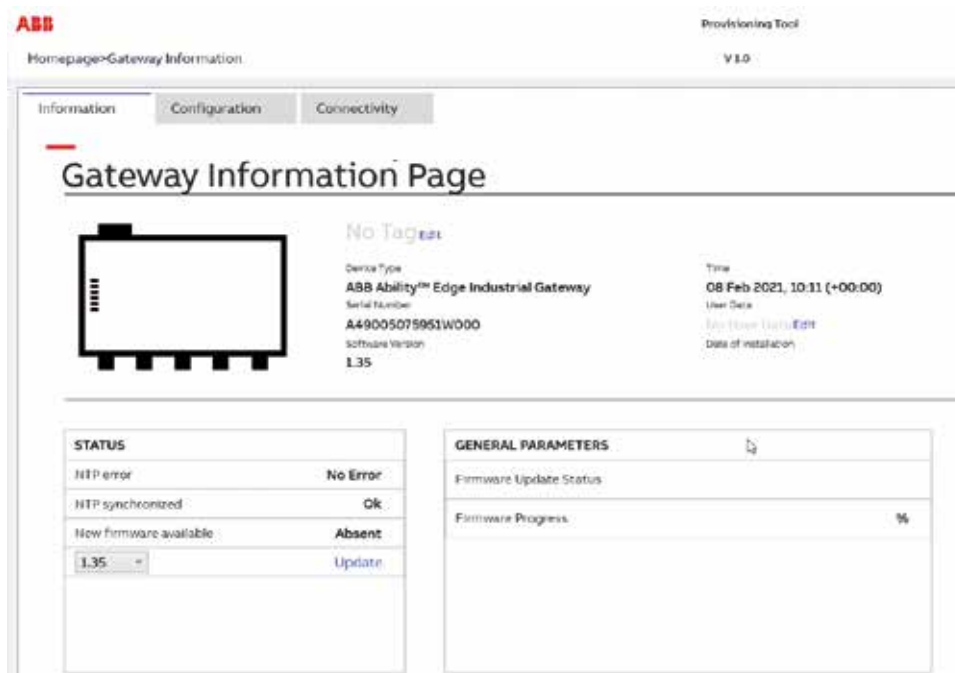 ABB
Provisioning Tool
Homepage>Gateway Information
V 1.0
Information
Configuration
Connectivity
Gateway Information Page
No Tag Edit
Device Type
ABB Ability™ Edge Industrial Gateway
Serial Number
A49005075951W000
Software Version
1.35
Time
08 Feb 2021, 10:11 (+00:00)
User Data
No User Data Edit
Date of installation
STATUS
NTP error No Error
NTP synchronized Ok
New firmware available Absent
1.35 Update
GENERAL PARAMETERS
Firmware Update Status
Firmware Progress %